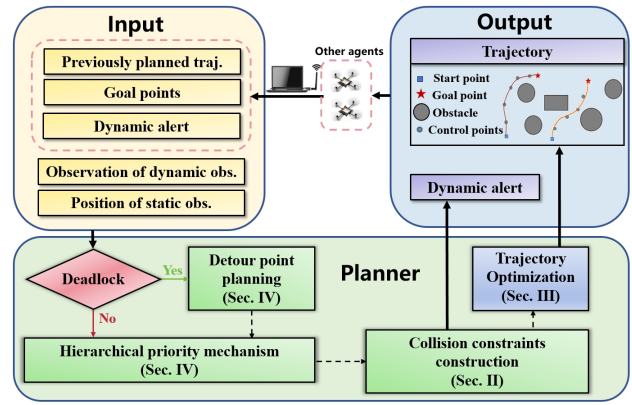 Input
Previously planned traj.
Goal points
Dynamic alert
Observation of dynamic obs.
Position of static obs.
Other agents
Output
Trajectory
Start point
Goal point
Obstacle
Control points
Dynamic alert
Planner
Deadlock
Yes
No
Detour point
planning
(Sec. IV)
Hierarchical priority mechanism
(Sec. IV)
Collision constraints
construction
(Sec. II)
Trajectory
Optimization
(Sec. III)